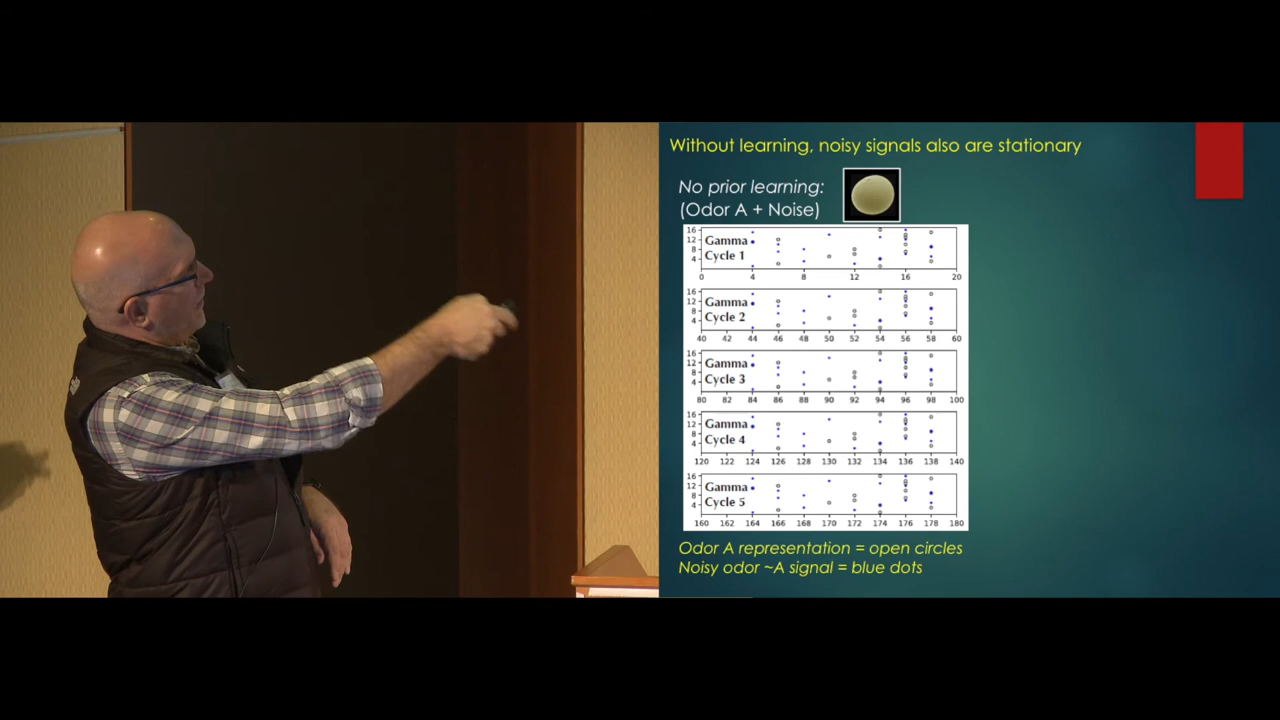 Without learning, noisy signals also are stationary
No prior learning:
(Odor A + Noise)
16
12
8
4
Gamma
Cycle 1
0 4 8 12 16 20
16
12
8
4
Gamma
Cycle 2
40 42 44 46 48 50 52 54 56 58 60
16
12
8
4
Gamma
Cycle 3
80 82 84 86 88 90 92 94 96 98 100
16
12
8
4
Gamma
Cycle 4
120 122 124 126 128 130 132 134 136 138 140
16
12
8
4
Gamma
Cycle 5
160 162 164 166 168 170 172 174 176 178 180
Odor A representation = open circles
Noisy odor ~A signal = blue dots